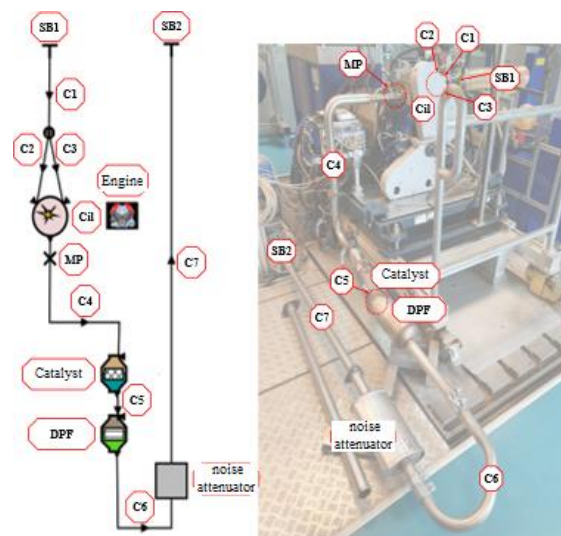 SB1
SB2
C1
C2
C3
Engine
Cil
MP
C7
C4
Catalyst
C5
DPF
noise
attenuator
C6
C2
C1
MP
SB1
Cil
C3
C4
SB2
C5
Catalyst
DPF
C7
noise
attenuator
C6